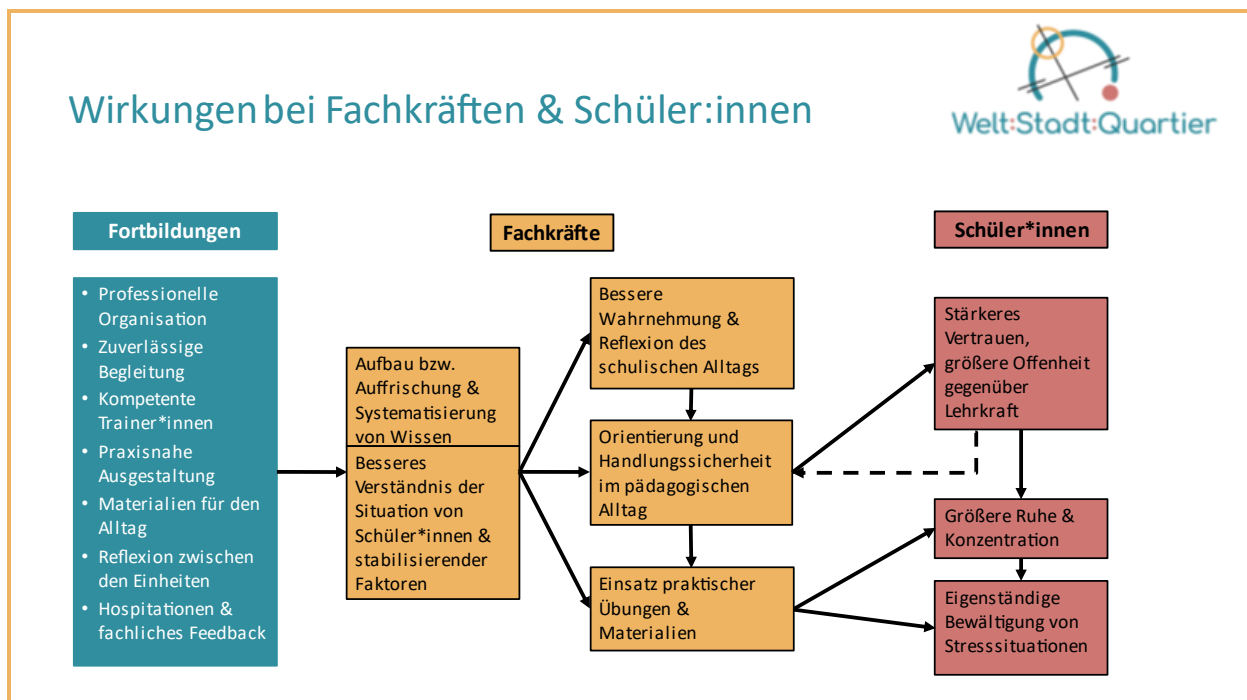 Wirkungen bei Fachkräften & Schüler:innen
Welt:Stadt:Quartier
Fortbildungen
Fachkräfte
Schüler*innen
• Professionelle
Organisation
• Zuverlässige
Begleitung
• Kompetente
Trainer*innen
• Praxisnahe
Ausgestaltung
• Materialien für den
Alltag
• Reflexion zwischen
den Einheiten
• Hospitationen &
fachliches Feedback
Aufbau bzw.
Auffrischung &
Systematisierung
von Wissen
Besseres
Verständnis der
Situation von
Schüler*innen &
stabilisierender
Faktoren
Bessere
Wahrnehmung &
Reflexion des
schulischen Alltags
Orientierung und
Handlungssicherheit
im pädagogischen
Alltag
Einsatz praktischer
Übungen &
Materialien
Stärkeres
Vertrauen,
größere Offenheit
gegenüber
Lehrkraft
Größere Ruhe &
Konzentration
Eigenständige
Bewältigung von
Stresssituationen